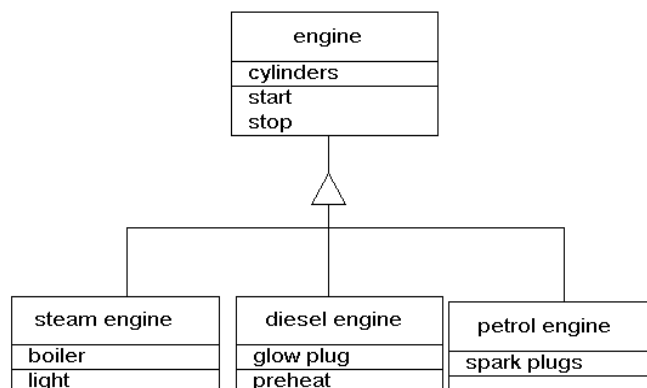 engine
cylinders
start
stop
steam engine
boiler
light
diesel engine
glow plug
preheat
petrol engine
spark plugs